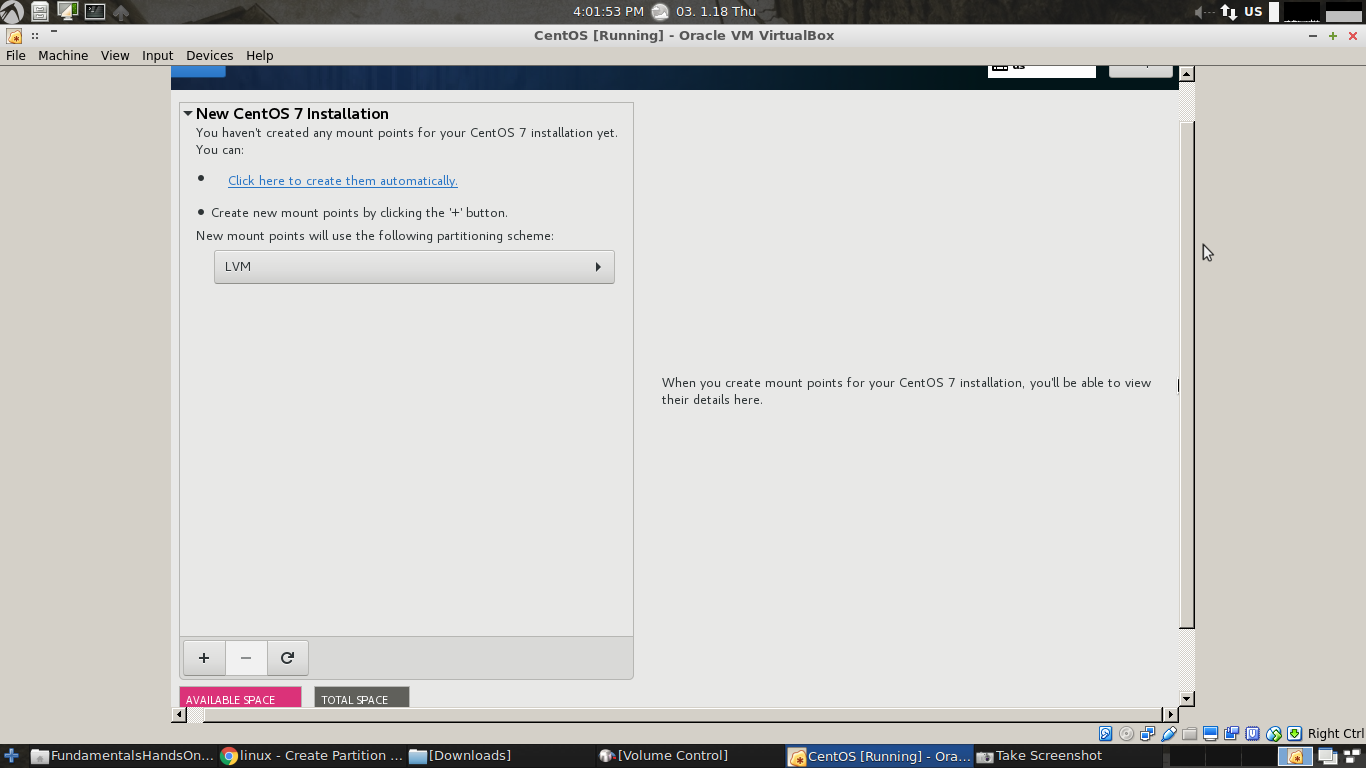 4:01:53 PM 03. 1.18 Thu US
CentOS [Running] - Oracle VM VirtualBox
File Machine View Input Devices Help
us
New CentOS 7 Installation
You haven't created any mount points for your CentOS 7 installation yet.
You can:
Click here to create them automatically.
Create new mount points by clicking the '+' button.
New mount points will use the following partitioning scheme:
LVM
When you create mount points for your CentOS 7 installation, you'll be able to view
their details here.
AVAILABLE SPACE TOTAL SPACE
Right Ctrl
FundamentalsHandsOn... linux - Create Partition ... [Downloads] [Volume Control] CentOS [Running] - Ora... Take Screenshot